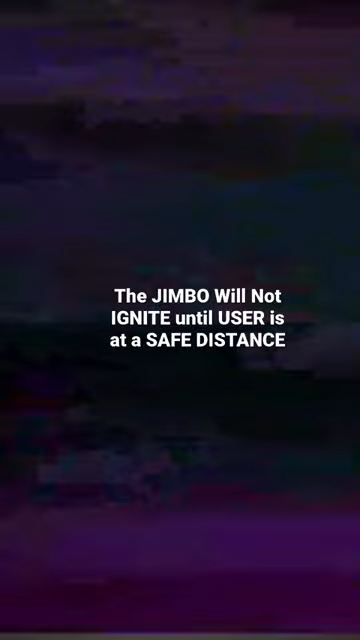 The JIMBO Will Not
IGNITE until USER is
at a SAFE DISTANCE